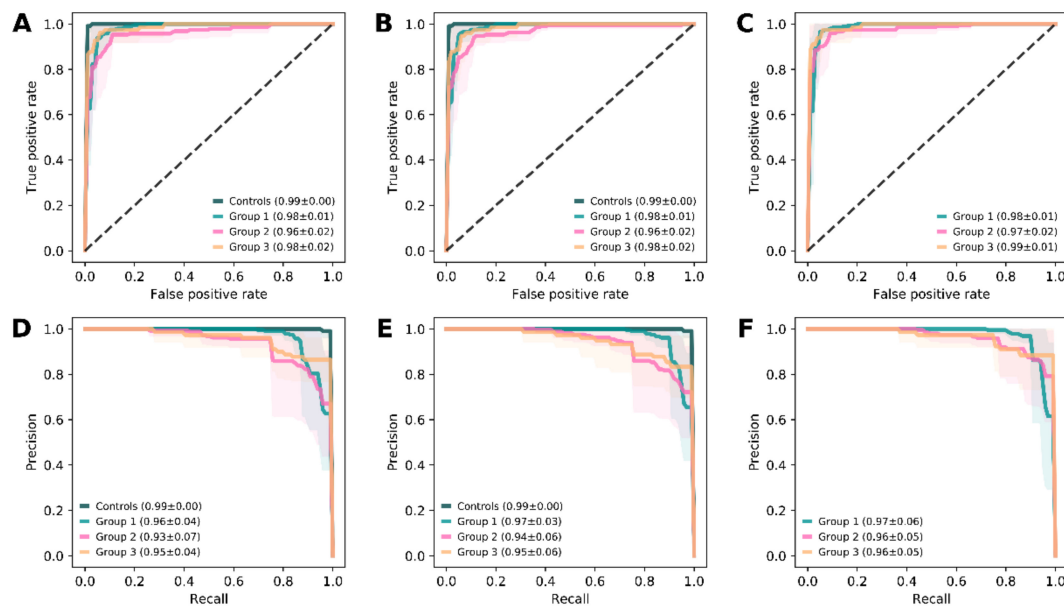 A
1.0
0.8
0.6
0.4
0.2
0.0
True positive rate
0.0 0.2 0.4 0.6 0.8 1.0
False positive rate
Controls (0.99±0.00)
Group 1 (0.98±0.01)
Group 2 (0.96±0.02)
Group 3 (0.98±0.02)
B
1.0
0.8
0.6
0.4
0.2
0.0
True positive rate
0.0 0.2 0.4 0.6 0.8 1.0
False positive rate
Controls (0.99±0.00)
Group 1 (0.98±0.01)
Group 2 (0.96±0.02)
Group 3 (0.98±0.02)
C
1.0
0.8
0.6
0.4
0.2
0.0
True positive rate
0.0 0.2 0.4 0.6 0.8 1.0
False positive rate
Group 1 (0.98±0.01)
Group 2 (0.97±0.02)
Group 3 (0.99±0.01)
D
1.0
0.8
0.6
0.4
0.2
0.0
Precision
0.0 0.2 0.4 0.6 0.8 1.0
Recall
Controls (0.99±0.00)
Group 1 (0.96±0.04)
Group 2 (0.93±0.07)
Group 3 (0.95±0.04)
E
1.0
0.8
0.6
0.4
0.2
0.0
Precision
0.0 0.2 0.4 0.6 0.8 1.0
Recall
Controls (0.99±0.00)
Group 1 (0.97±0.03)
Group 2 (0.94±0.06)
Group 3 (0.95±0.06)
F
1.0
0.8
0.6
0.4
0.2
0.0
Precision
0.0 0.2 0.4 0.6 0.8 1.0
Recall
Group 1 (0.97±0.06)
Group 2 (0.96±0.05)
Group 3 (0.96±0.05)